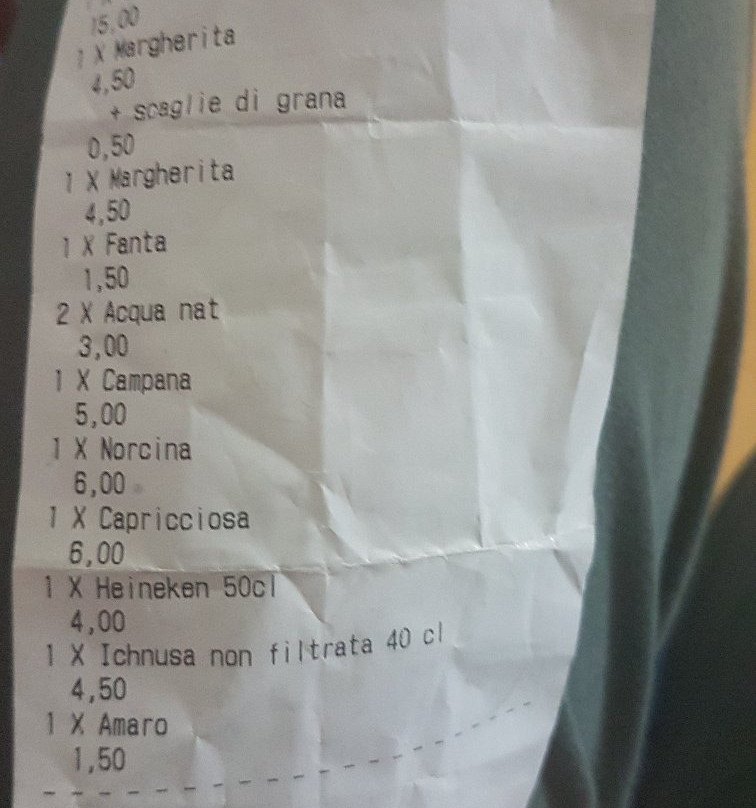 15,00
1 X Margherita
4,50
+ scaglie di grana
0,50
1 X Margherita
4,50
1 X Fanta
1,50
2 X Acqua nat
3,00
1 X Campana
5,00
1 X Norcina
6,00
1 X Capricciosa
6,00
1 X Heineken 50cl
4,00
1 X Ichnusa non filtrata 40 cl
4,50
1 X Amaro
1,50